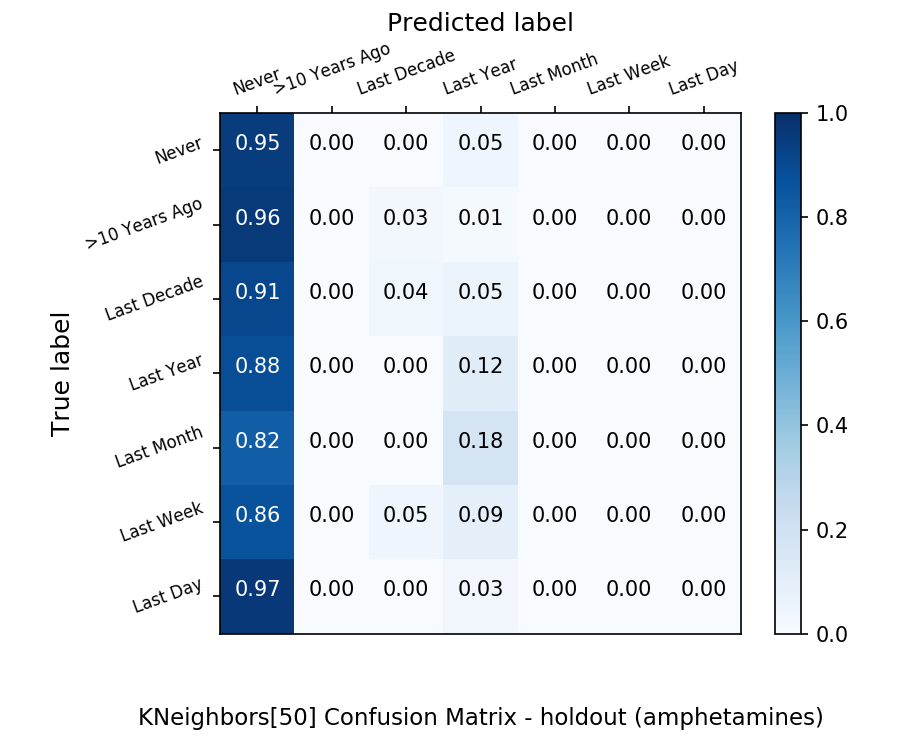 Predicted label
Never >10 Years Ago Last Decade Last Year Last Month Last Week Last Day
True label
Never 0.95 0.00 0.00 0.05 0.00 0.00 0.00
>10 Years Ago 0.96 0.00 0.03 0.01 0.00 0.00 0.00
Last Decade 0.91 0.00 0.04 0.05 0.00 0.00 0.00
Last Year 0.88 0.00 0.00 0.12 0.00 0.00 0.00
Last Month 0.82 0.00 0.00 0.18 0.00 0.00 0.00
Last Week 0.86 0.00 0.05 0.09 0.00 0.00 0.00
Last Day 0.97 0.00 0.00 0.03 0.00 0.00 0.00
1.0
0.8
0.6
0.4
0.2
0.0
KNeighbors[50] Confusion Matrix - holdout (amphetamines)